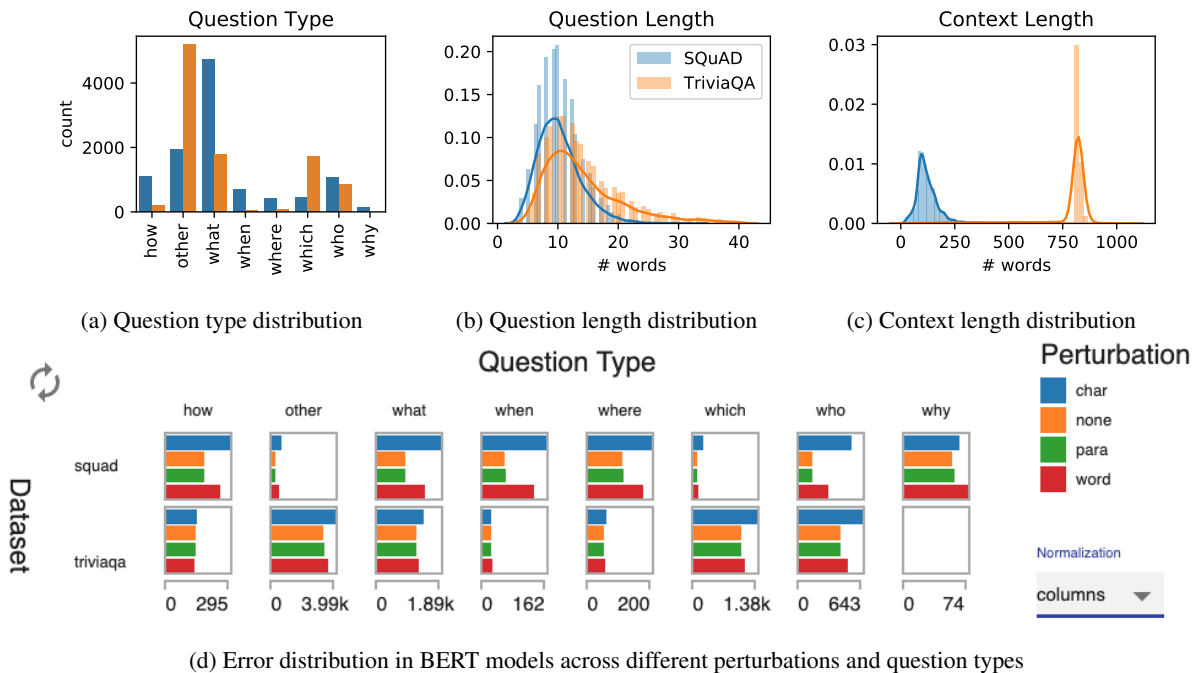 Question Type
Question Length
Context Length
4000
2000
0
count
how
other
what
when
where
which
who
why
0.20
0.15
0.10
0.05
0.00
SQuAD
TriviaQA
0 10 20 30 40
# words
0.03
0.02
0.01
0.00
0 250 500 750 1000
# words
(a) Question type distribution
(b) Question length distribution
(c) Context length distribution
Question Type
how other what when where which who why
Dataset
squad
triviaqa
0 295 0 3.99k 0 1.89k 0 162 0 200 0 1.38k 0 643 0 74
Perturbation
char
none
para
word
Normalization
columns
(d) Error distribution in BERT models across different perturbations and question types